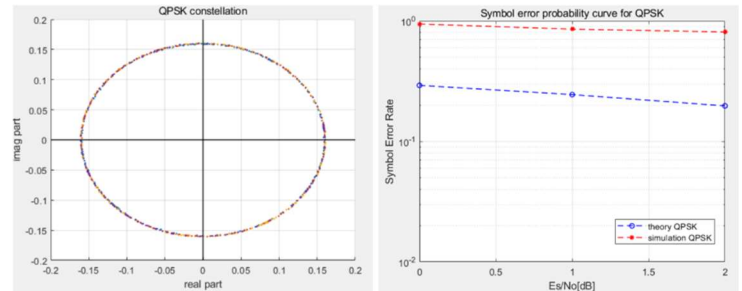 QPSK constellation
imag part
0.2
0.15
0.1
0.05
0
-0.05
-0.1
-0.15
-0.2
-0.2 -0.15 -0.1 -0.05 0 0.05 0.1 0.15 0.2
real part
Symbol error probability curve for QPSK
Symbol Error Rate
10^0
10^-1
10^-2
theory QPSK
simulation QPSK
0 0.5 1 1.5 2
Es/No[dB]